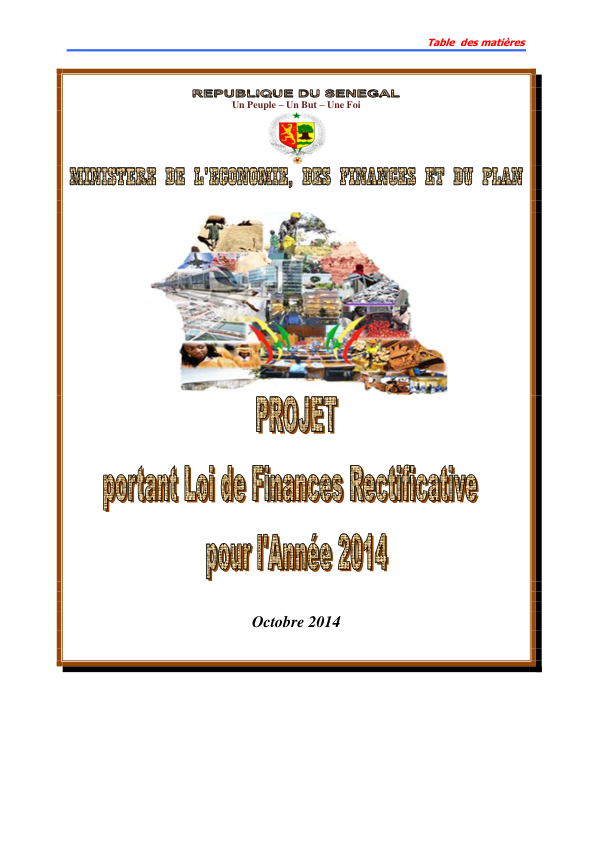 Table des matières
REPUBLIQUE DU SENEGAL
Un Peuple – Un But – Une Foi
MINISTERE DE L'ECONOMIE, DES FINANCES ET DU PLAN
PROJET
portant Loi de Finances Rectificative
pour l'Année 2014
Octobre 2014